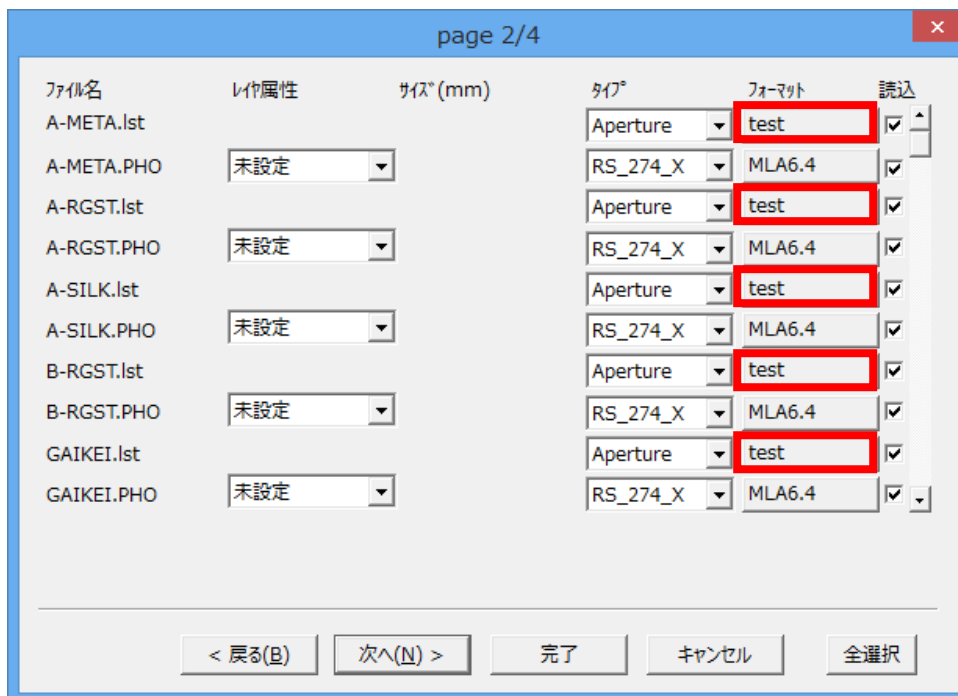 page 2/4
ﾌｧｲﾙ名 ﾚｲﾔ属性 ｻｲｽﾞ(mm) ﾀｲﾌﾟ ﾌｫｰﾏｯﾄ 読込
A-META.lst Aperture test
A-META.PHO 未設定 RS_274_X MLA6.4
A-RGST.lst Aperture test
A-RGST.PHO 未設定 RS_274_X MLA6.4
A-SILK.lst Aperture test
A-SILK.PHO 未設定 RS_274_X MLA6.4
B-RGST.lst Aperture test
B-RGST.PHO 未設定 RS_274_X MLA6.4
GAIKEI.lst Aperture test
GAIKEI.PHO 未設定 RS_274_X MLA6.4
< 戻る(B) 次へ(N) > 完了 ｷｬﾝｾﾙ 全選択